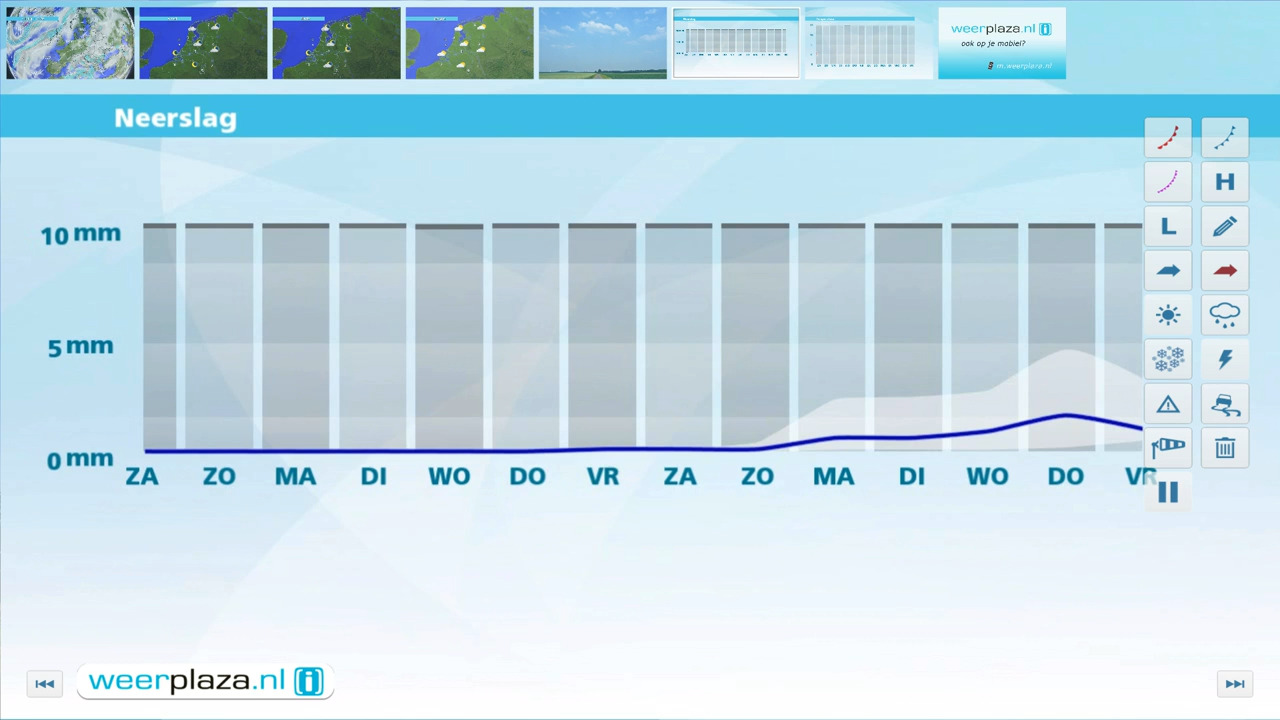 weerplaza.nl
ook op je mobiel?
m.weerplaza.nl
Neerslag
H
L
10 mm
5 mm
0 mm
ZA ZO MA DI WO DO VR ZA ZO MA DI WO DO VR
weerplaza.nl